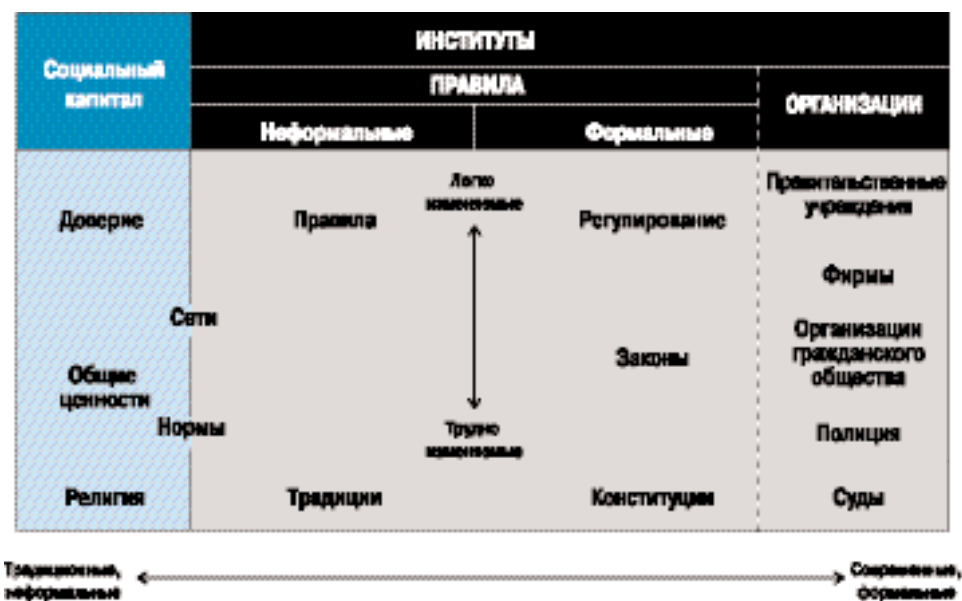 Социальный
капитал
ИНСТИТУТЫ
ПРАВИЛА
ОРГАНИЗАЦИИ
Неформальные
Формальные
Доверие
Правила
Легко
изменяемые
Регулирование
Правительственные
учреждения
Фирмы
Сети
Организации
гражданского
общества
Законы
Общие
ценности
Нормы
Трудно
изменяемые
Полиция
Религия
Традиции
Конституции
Суды
Традиционные,
неформальные
Современные,
формальные